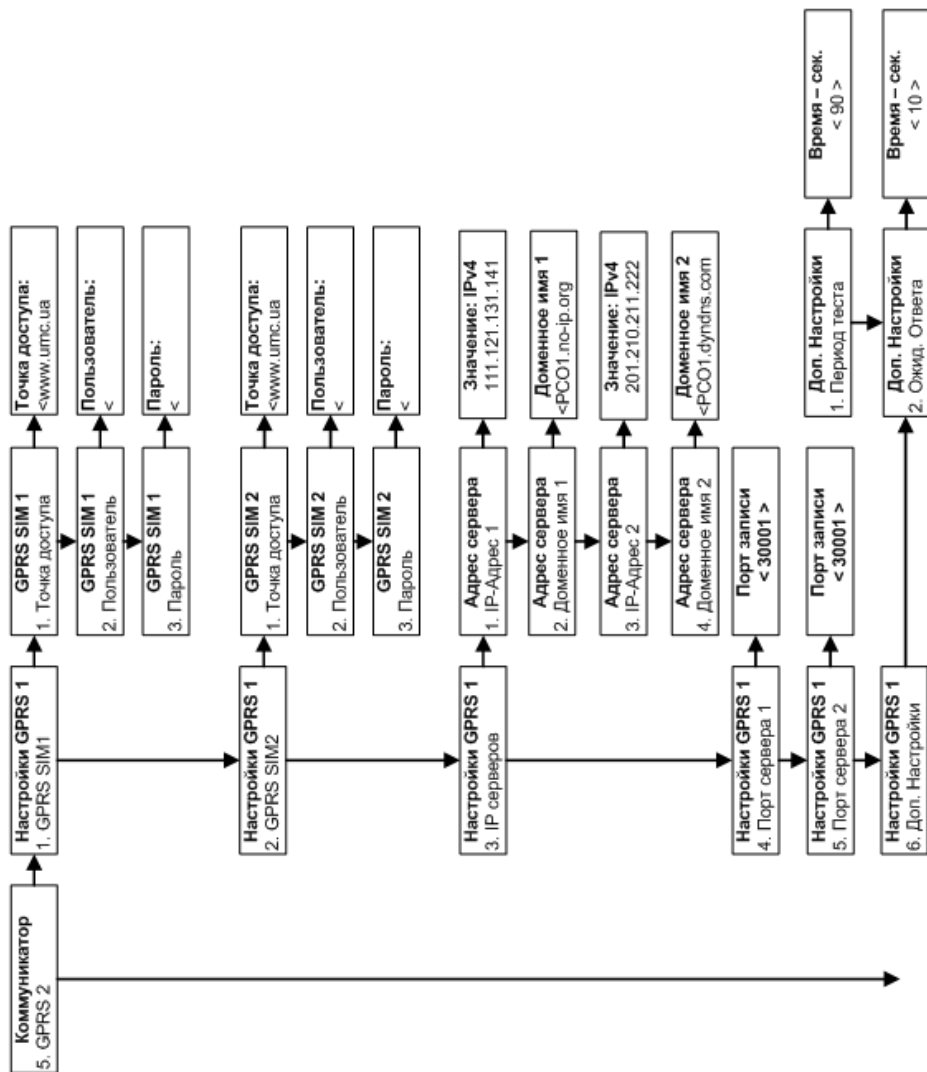 Коммуникатор
5. GPRS 2
Настройки GPRS 1
1. GPRS SIM1
GPRS SIM 1
1. Точка доступа
Точка доступа:
<www.umc.ua
GPRS SIM 1
2. Пользователь
Пользователь:
<
GPRS SIM 1
3. Пароль
Пароль:
<
Настройки GPRS 1
2. GPRS SIM2
GPRS SIM 2
1. Точка доступа
Точка доступа:
<www.umc.ua
GPRS SIM 2
2. Пользователь
Пользователь:
<
GPRS SIM 2
3. Пароль
Пароль:
<
Настройки GPRS 1
3. IP серверов
Адрес сервера
1. IP-Адрес 1
Значение: IPv4
111.121.131.141
Адрес сервера
2. Доменное имя 1
Доменное имя 1
<PCO1.no-ip.org
Адрес сервера
3. IP-Адрес 2
Значение: IPv4
201.210.211.222
Адрес сервера
4. Доменное имя 2
Доменное имя 2
<PCO1.dyndns.com
Настройки GPRS 1
4. Порт сервера 1
Порт записи
< 30001 >
Настройки GPRS 1
5. Порт сервера 2
Порт записи
< 30001 >
Настройки GPRS 1
6. Доп. Настройки
Доп. Настройки
1. Период теста
Время – сек.
< 90 >
Доп. Настройки
2. Ожид. Ответа
Время – сек.
< 10 >